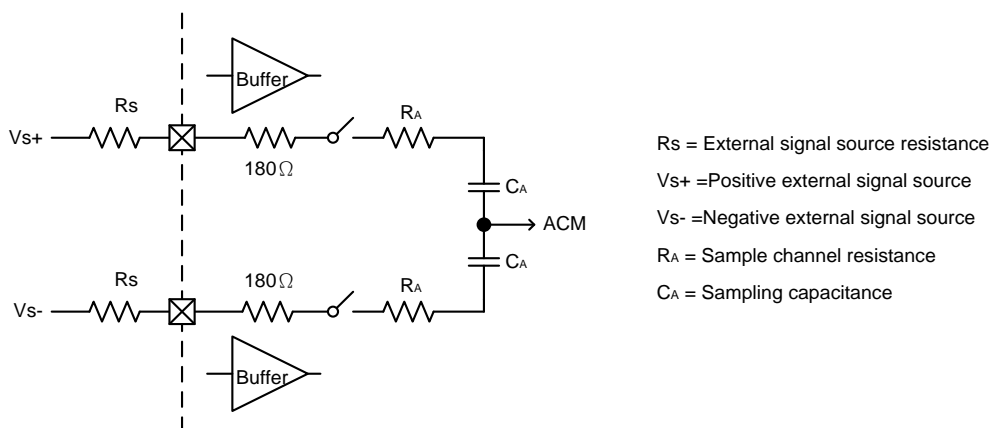 Buffer
Rs
RA
Vs+
180Ω
CA
ACM
CA
Rs
180Ω
RA
Vs-
Buffer
Rs = External signal source resistance
Vs+ =Positive external signal source
Vs- =Negative external signal source
RA = Sample channel resistance
CA = Sampling capacitance